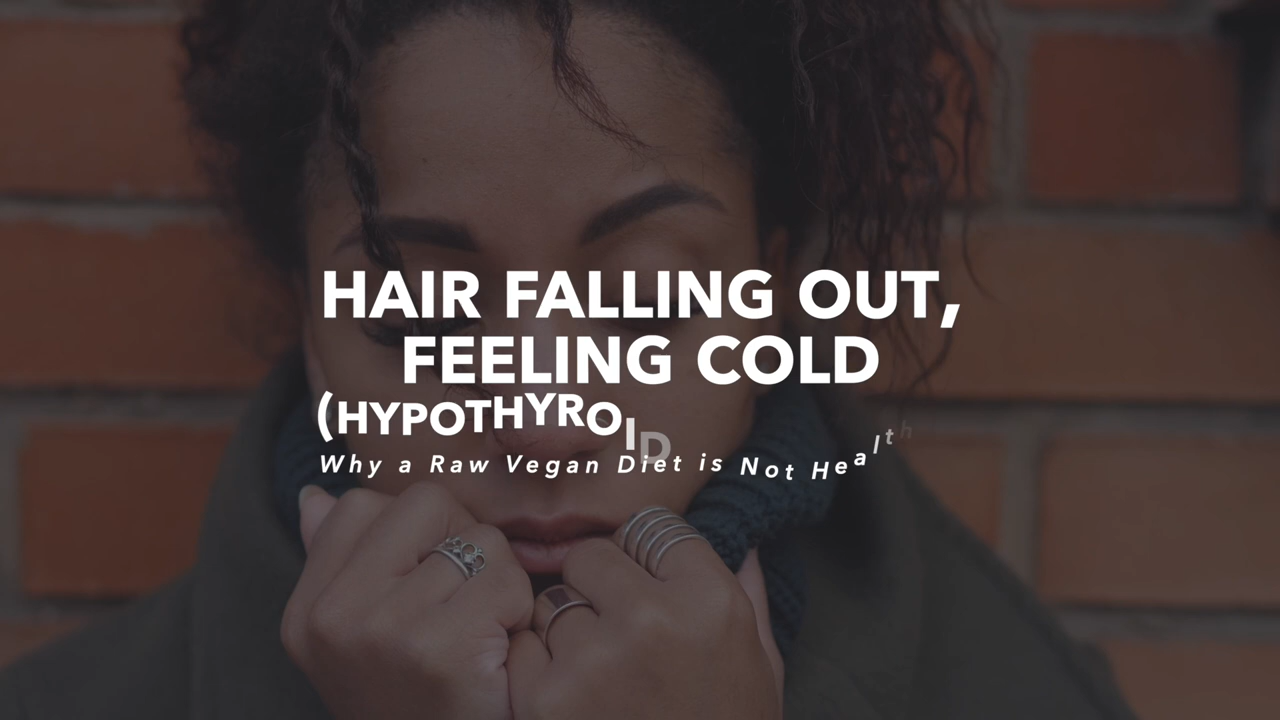 HAIR FALLING OUT,
FEELING COLD
(HYPOTHYROID
Why a Raw Vegan Diet is Not Health